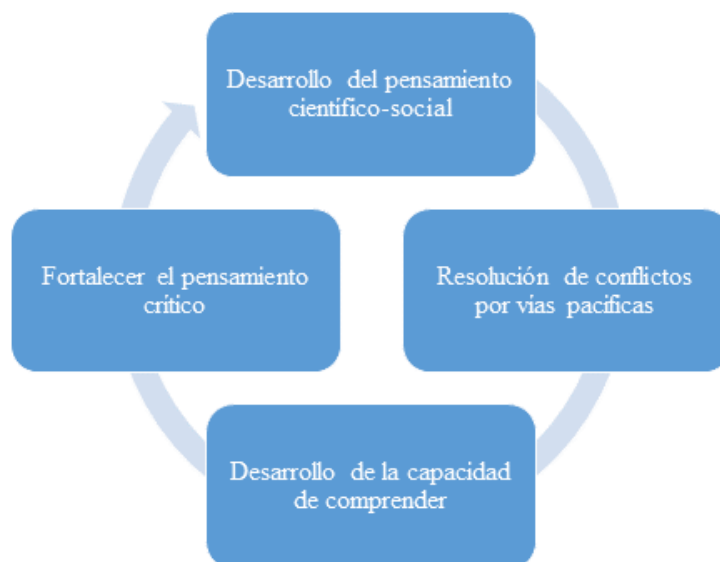 Desarrollo del pensamiento
científico-social
Fortalecer el pensamiento
crítico
Resolución de conflictos
por vías pacificas
Desarrollo de la capacidad
de comprender